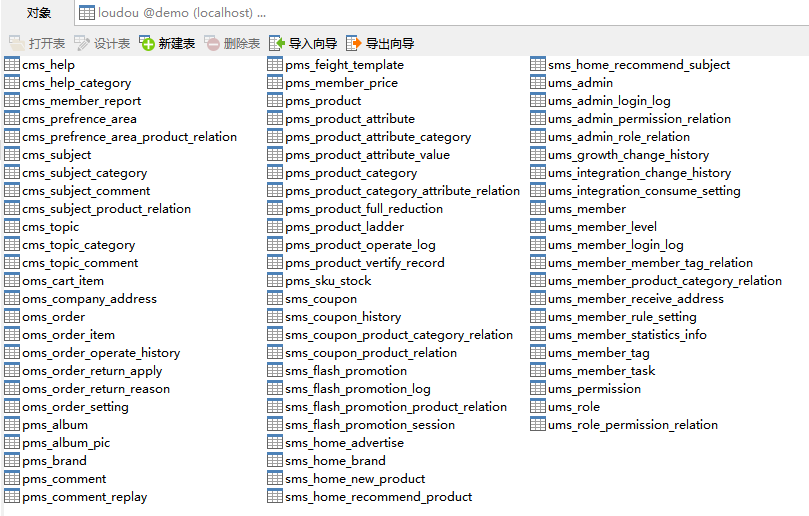 对象 loudou @demo (localhost) ...
打开表 设计表 新建表 删除表 导入向导 导出向导
cms_help
cms_help_category
cms_member_report
cms_prefrence_area
cms_prefrence_area_product_relation
cms_subject
cms_subject_category
cms_subject_comment
cms_subject_product_relation
cms_topic
cms_topic_category
cms_topic_comment
oms_cart_item
oms_company_address
oms_order
oms_order_item
oms_order_operate_history
oms_order_return_apply
oms_order_return_reason
oms_order_setting
pms_album
pms_album_pic
pms_brand
pms_comment
pms_comment_replay
pms_feight_template
pms_member_price
pms_product
pms_product_attribute
pms_product_attribute_category
pms_product_attribute_value
pms_product_category
pms_product_category_attribute_relation
pms_product_full_reduction
pms_product_ladder
pms_product_operate_log
pms_product_vertify_record
pms_sku_stock
sms_coupon
sms_coupon_history
sms_coupon_product_category_relation
sms_coupon_product_relation
sms_flash_promotion
sms_flash_promotion_log
sms_flash_promotion_product_relation
sms_flash_promotion_session
sms_home_advertise
sms_home_brand
sms_home_new_product
sms_home_recommend_product
sms_home_recommend_subject
ums_admin
ums_admin_login_log
ums_admin_permission_relation
ums_admin_role_relation
ums_growth_change_history
ums_integration_change_history
ums_integration_consume_setting
ums_member
ums_member_level
ums_member_login_log
ums_member_member_tag_relation
ums_member_product_category_relation
ums_member_receive_address
ums_member_rule_setting
ums_member_statistics_info
ums_member_tag
ums_member_task
ums_permission
ums_role
ums_role_permission_relation